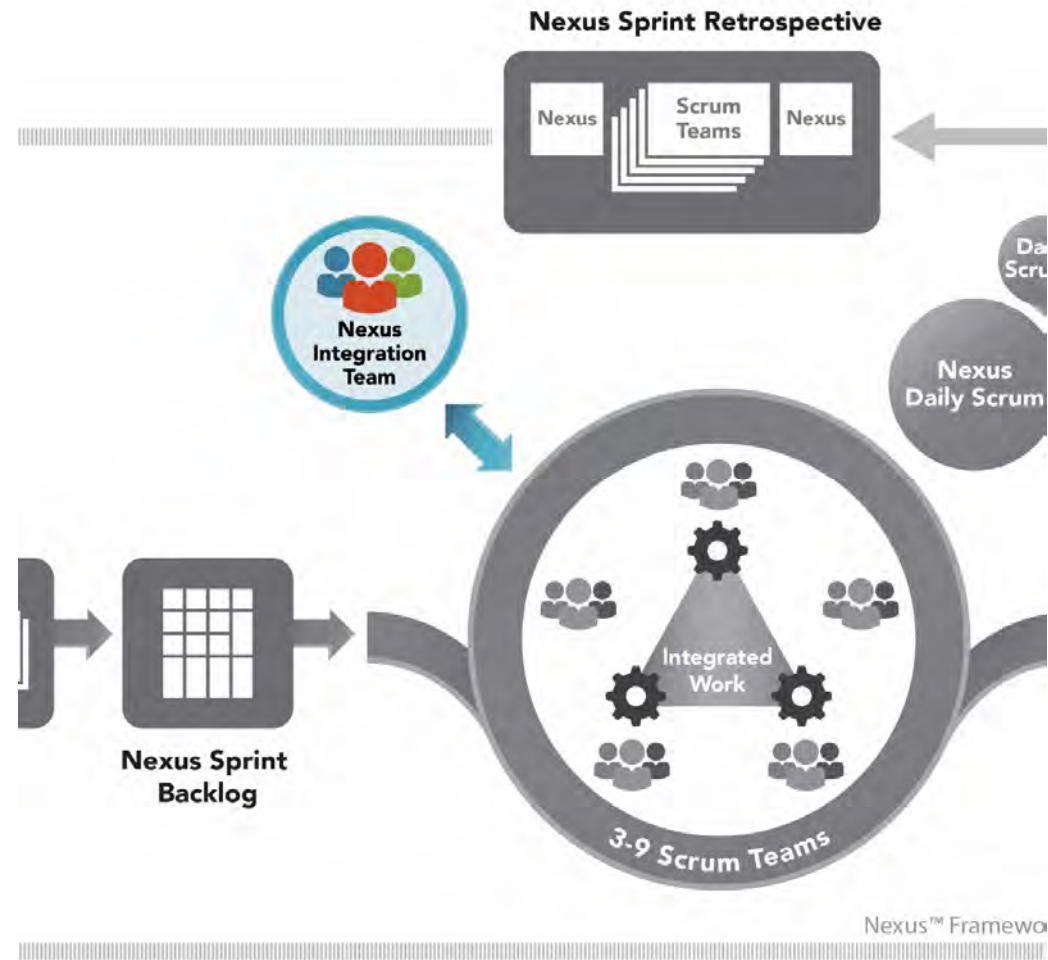 Nexus Sprint Retrospective
Nexus
Scrum
Teams
Nexus
Nexus
Integration
Team
Nexus
Daily Scrum
Integrated
Work
Nexus Sprint
Backlog
3-9 Scrum Teams
Nexus™